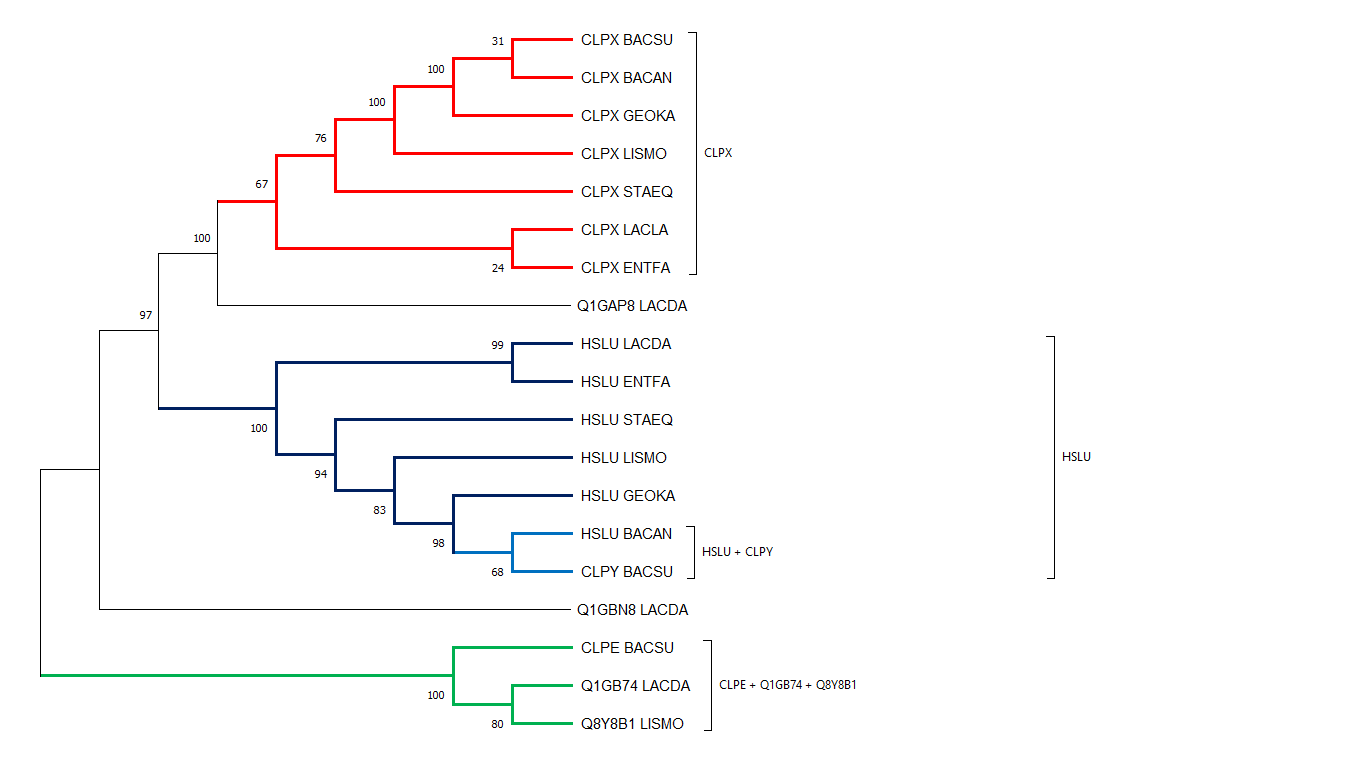 31
CLPX BACSU
100
CLPX BACAN
100
CLPX GEOKA
76
CLPX LISMO
CLPX
67
CLPX STAEQ
100
CLPX LACLA
24
CLPX ENTFA
97
Q1GAP8 LACDA
99
HSLU LACDA
HSLU ENTFA
100
HSLU STAEQ
94
HSLU LISMO
HSLU
83
HSLU GEOKA
98
HSLU BACAN
HSLU + CLPY
68
CLPY BACSU
Q1GBN8 LACDA
CLPE BACSU
100
Q1GB74 LACDA
CLPE + Q1GB74 + Q8Y8B1
80
Q8Y8B1 LISMO